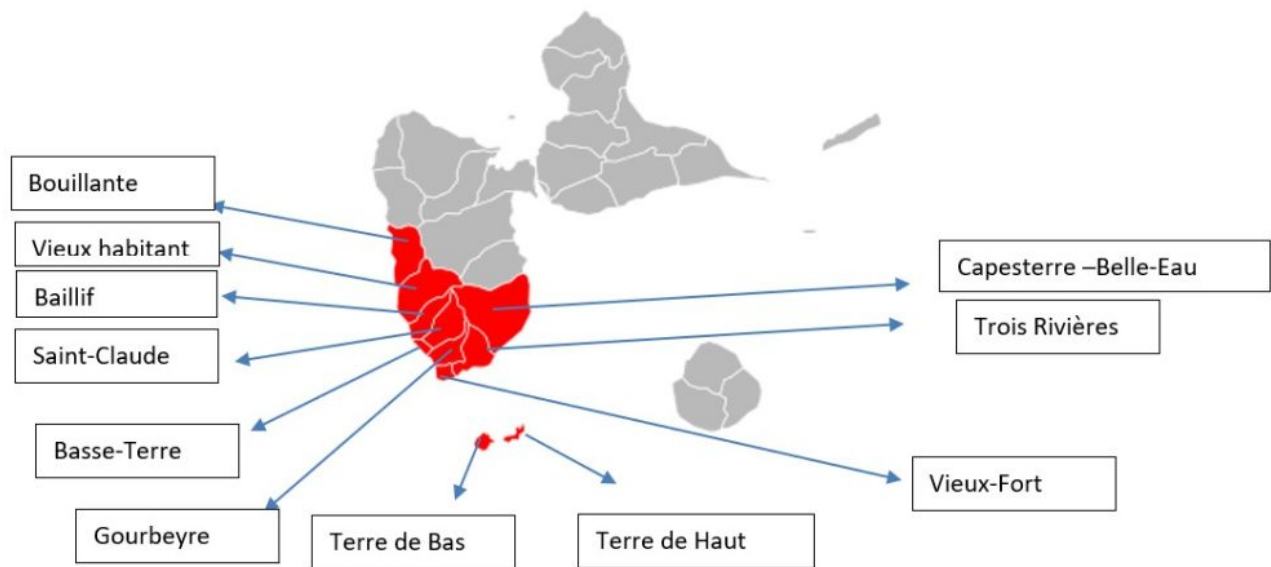 Bouillante
Vieux habitant
Baillif
Saint-Claude
Basse-Terre
Gourbeyre
Terre de Bas
Terre de Haut
Capesterre –Belle-Eau
Trois Rivières
Vieux-Fort